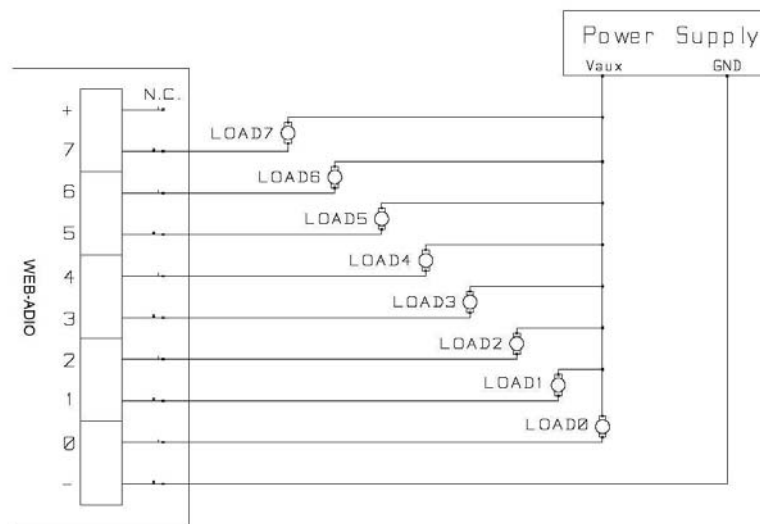 Power Supply
Vaux GND
N.C.
+
LOAD7
7
LOAD6
6
LOAD5
5
LOAD4
4
LOAD3
3
LOAD2
2
LOAD1
1
LOAD0
0
-
WEB-ADIO